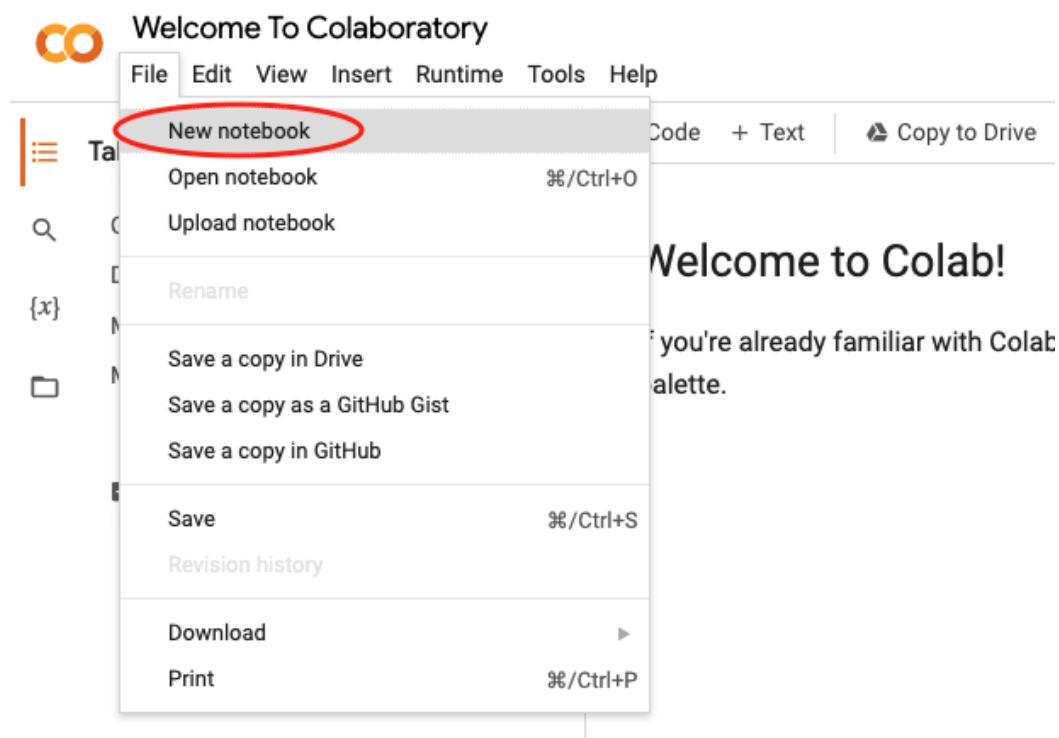 Welcome To Colaboratory
File Edit View Insert Runtime Tools Help
New notebook
Code + Text Copy to Drive
Open notebook ⌘/Ctrl+O
Upload notebook
Welcome to Colab!
Rename
{x}
you're already familiar with Colab
Save a copy in Drive
Save a copy as a GitHub Gist
Save a copy in GitHub
Save ⌘/Ctrl+S
Revision history
Download
Print ⌘/Ctrl+P